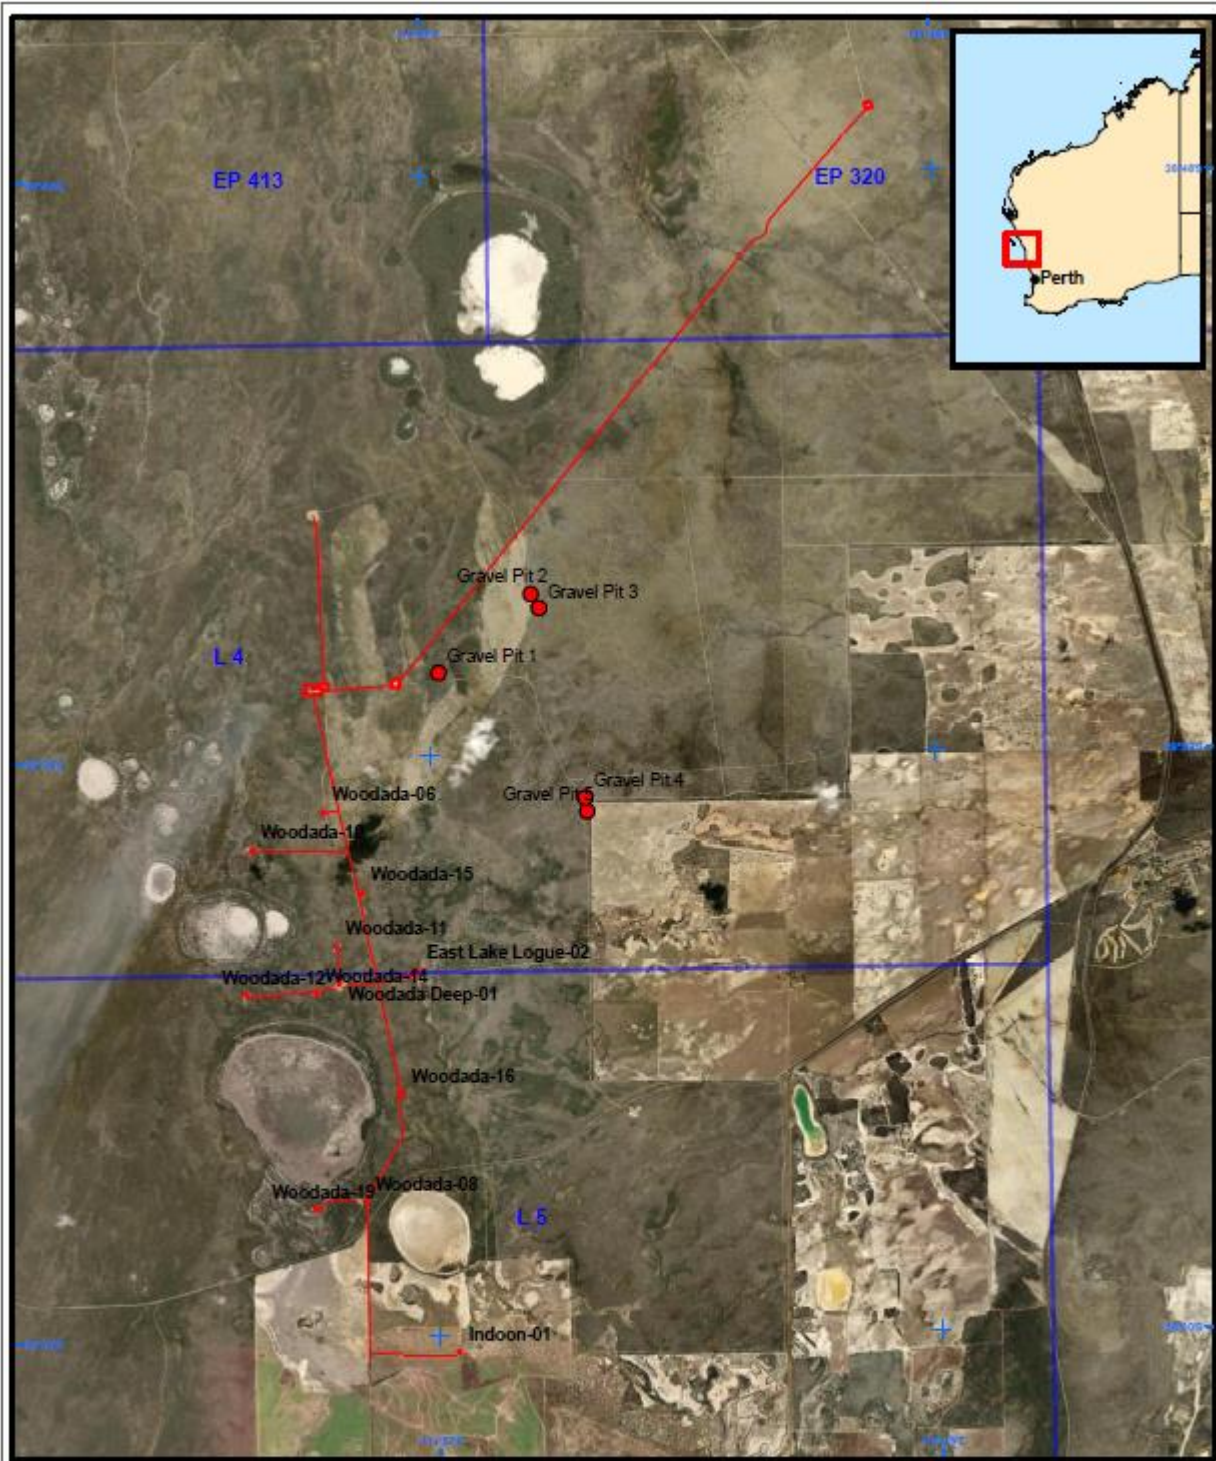 EP 413
EP 320
Perth
Gravel Pit 2
Gravel Pit 3
L 4
Gravel Pit 1
Gravel Pit 4
Gravel Pit 5
Woodada-06
Woodada-15
Woodada-11
East Lake Logue-02
Woodada-12
Woodada-14
Woodada Deep-01
Woodada-16
Woodada-08
Woodada-19
L 5
Indoon-01